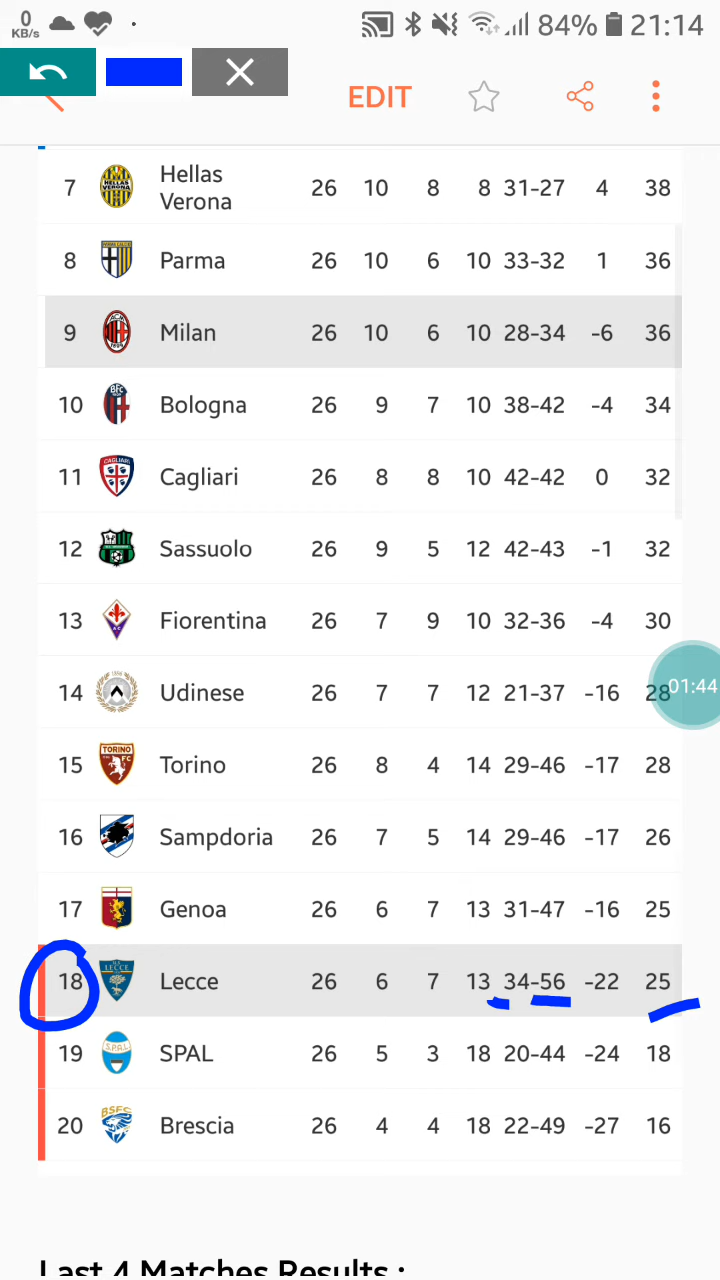 0
KB/s
84% 21:14
EDIT
7 Hellas Verona 26 10 8 8 31-27 4 38
8 Parma 26 10 6 10 33-32 1 36
9 Milan 26 10 6 10 28-34 -6 36
10 Bologna 26 9 7 10 38-42 -4 34
11 Cagliari 26 8 8 10 42-42 0 32
12 Sassuolo 26 9 5 12 42-43 -1 32
13 Fiorentina 26 7 9 10 32-36 -4 30
14 Udinese 26 7 7 12 21-37 -16 28
01:44
15 Torino 26 8 4 14 29-46 -17 28
16 Sampdoria 26 7 5 14 29-46 -17 26
17 Genoa 26 6 7 13 31-47 -16 25
18 Lecce 26 6 7 13 34-56 -22 25
19 SPAL 26 5 3 18 20-44 -24 18
20 Brescia 26 4 4 18 22-49 -27 16
Last 4 Matches Results :